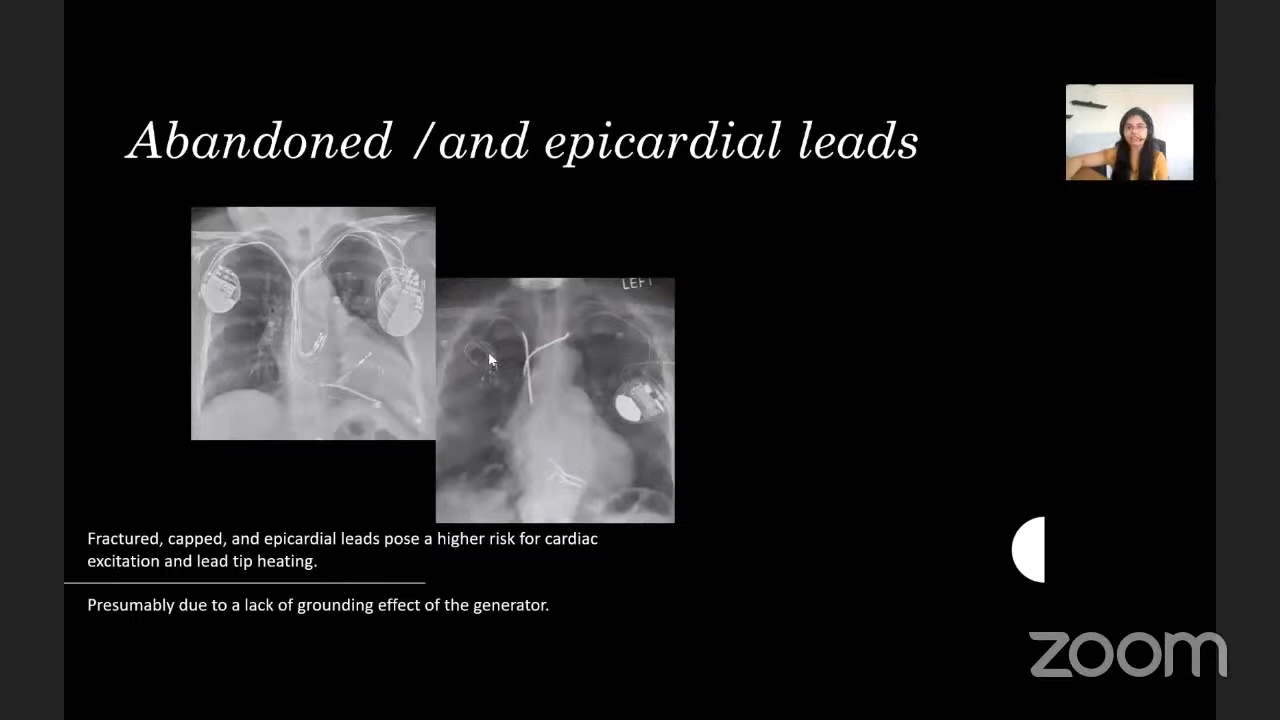 Abandoned /and epicardial leads
LEFT
Fractured, capped, and epicardial leads pose a higher risk for cardiac
excitation and lead tip heating.
Presumably due to a lack of grounding effect of the generator.
zoom